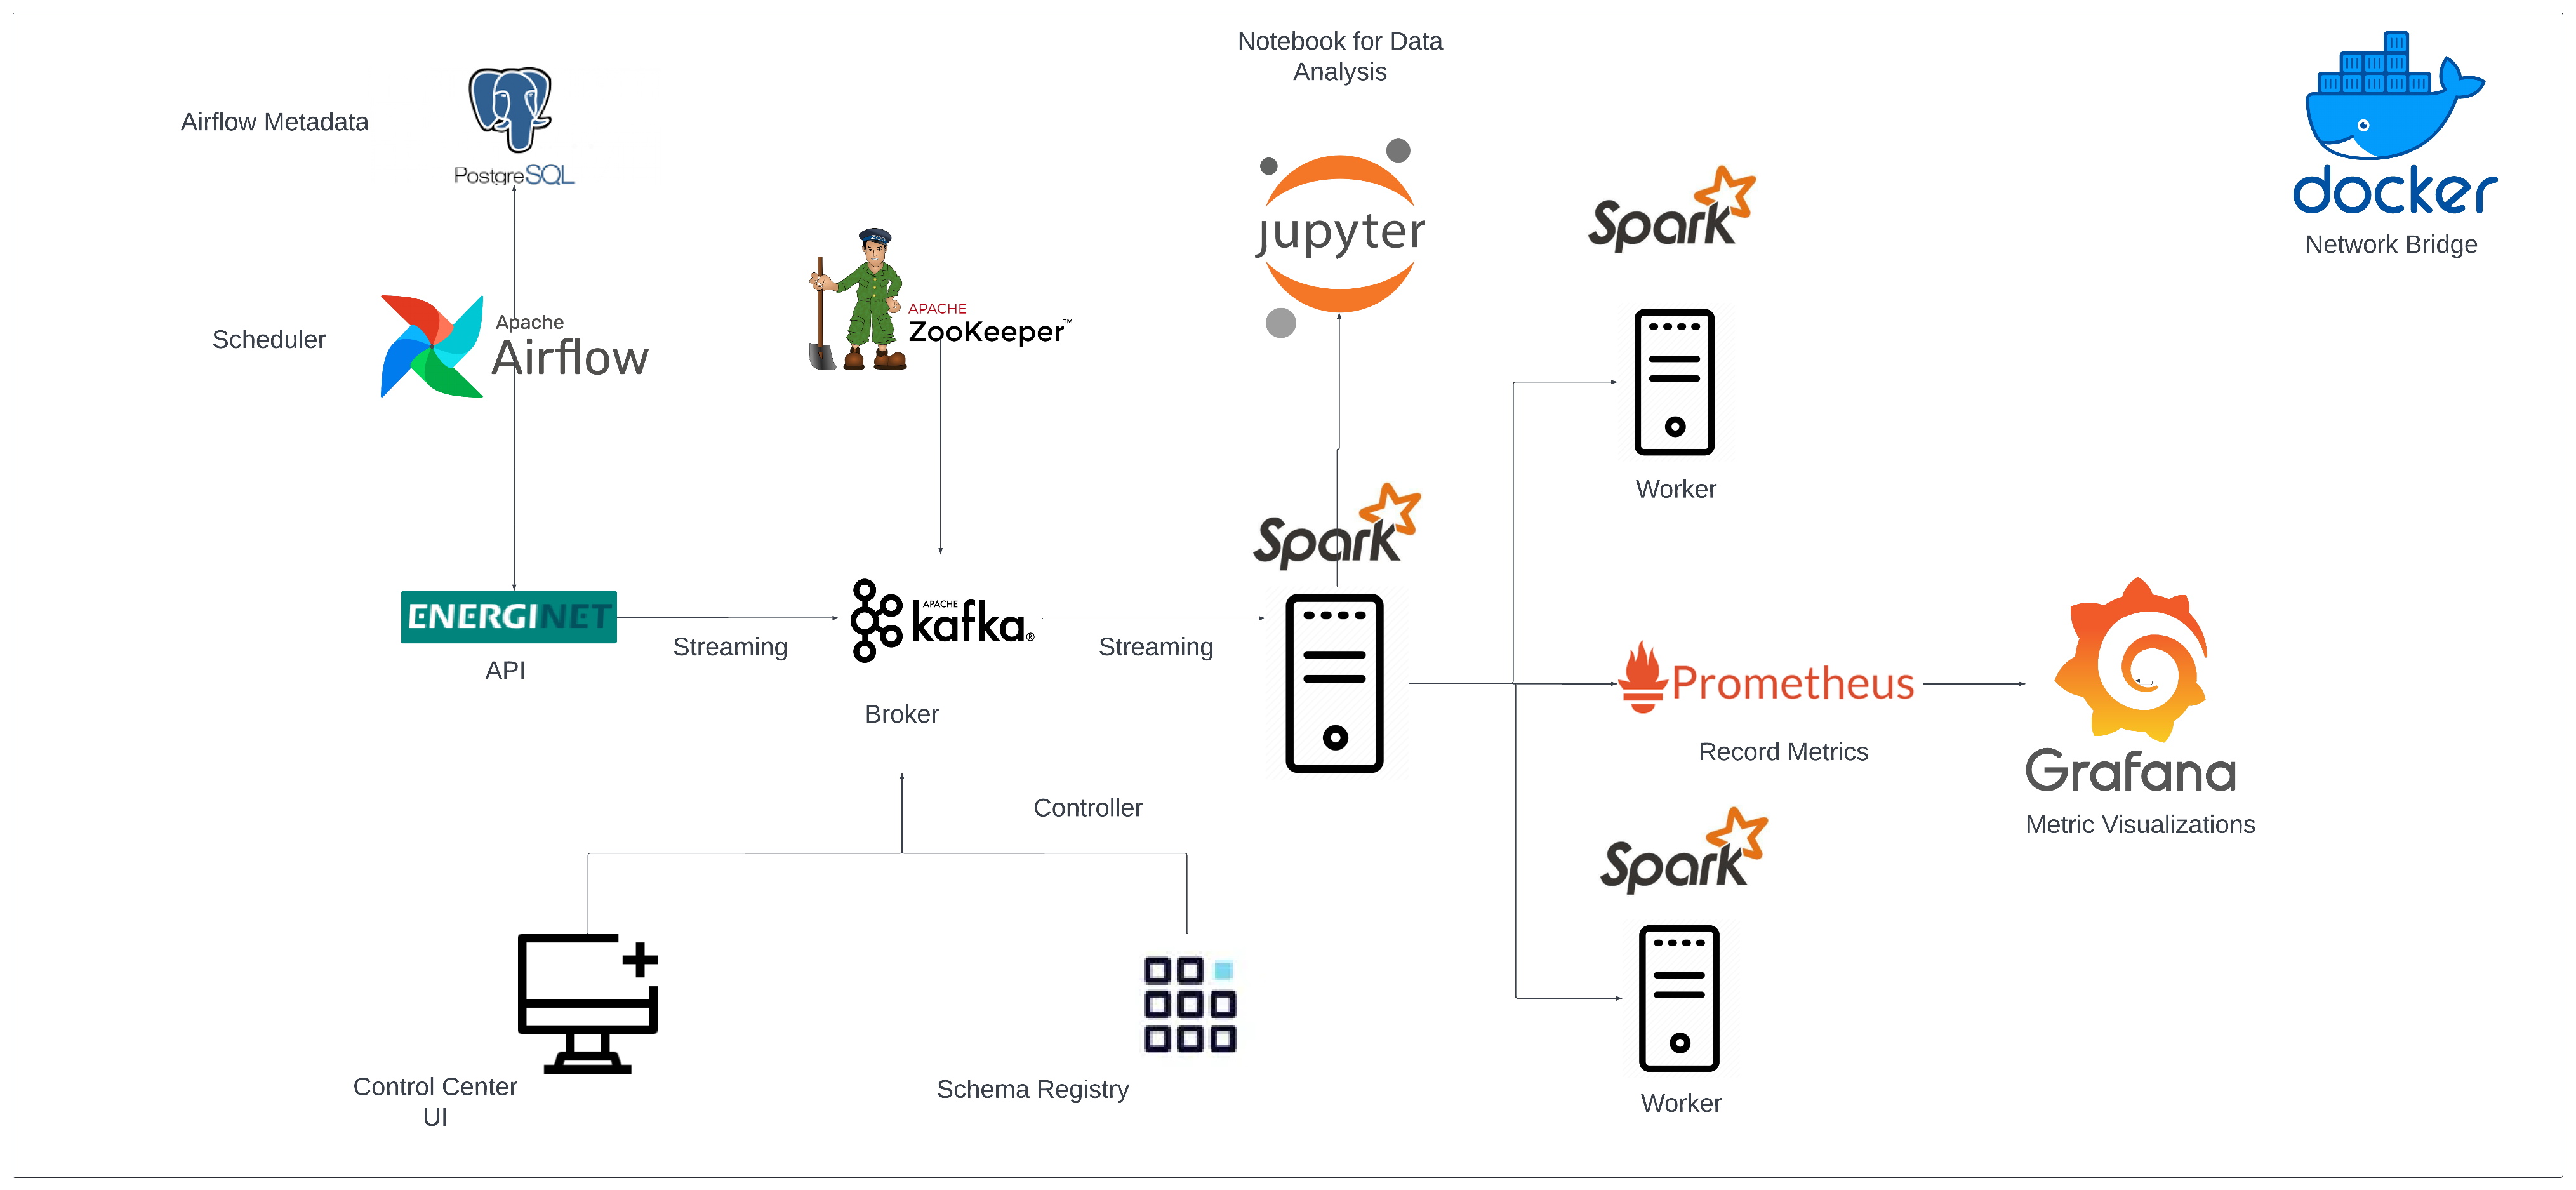 Notebook for Data
Analysis
Airflow Metadata
PostgreSQL
docker
Network Bridge
ZOO
APACHE
ZooKeeper™
jupyter
Spark
Scheduler
Apache
Airflow
Worker
Spark
ENERGINET
API
Streaming
APACHE
kafka®
Broker
Streaming
Prometheus
Record Metrics
Grafana
Metric Visualizations
Controller
Spark
Control Center
UI
Schema Registry
Worker